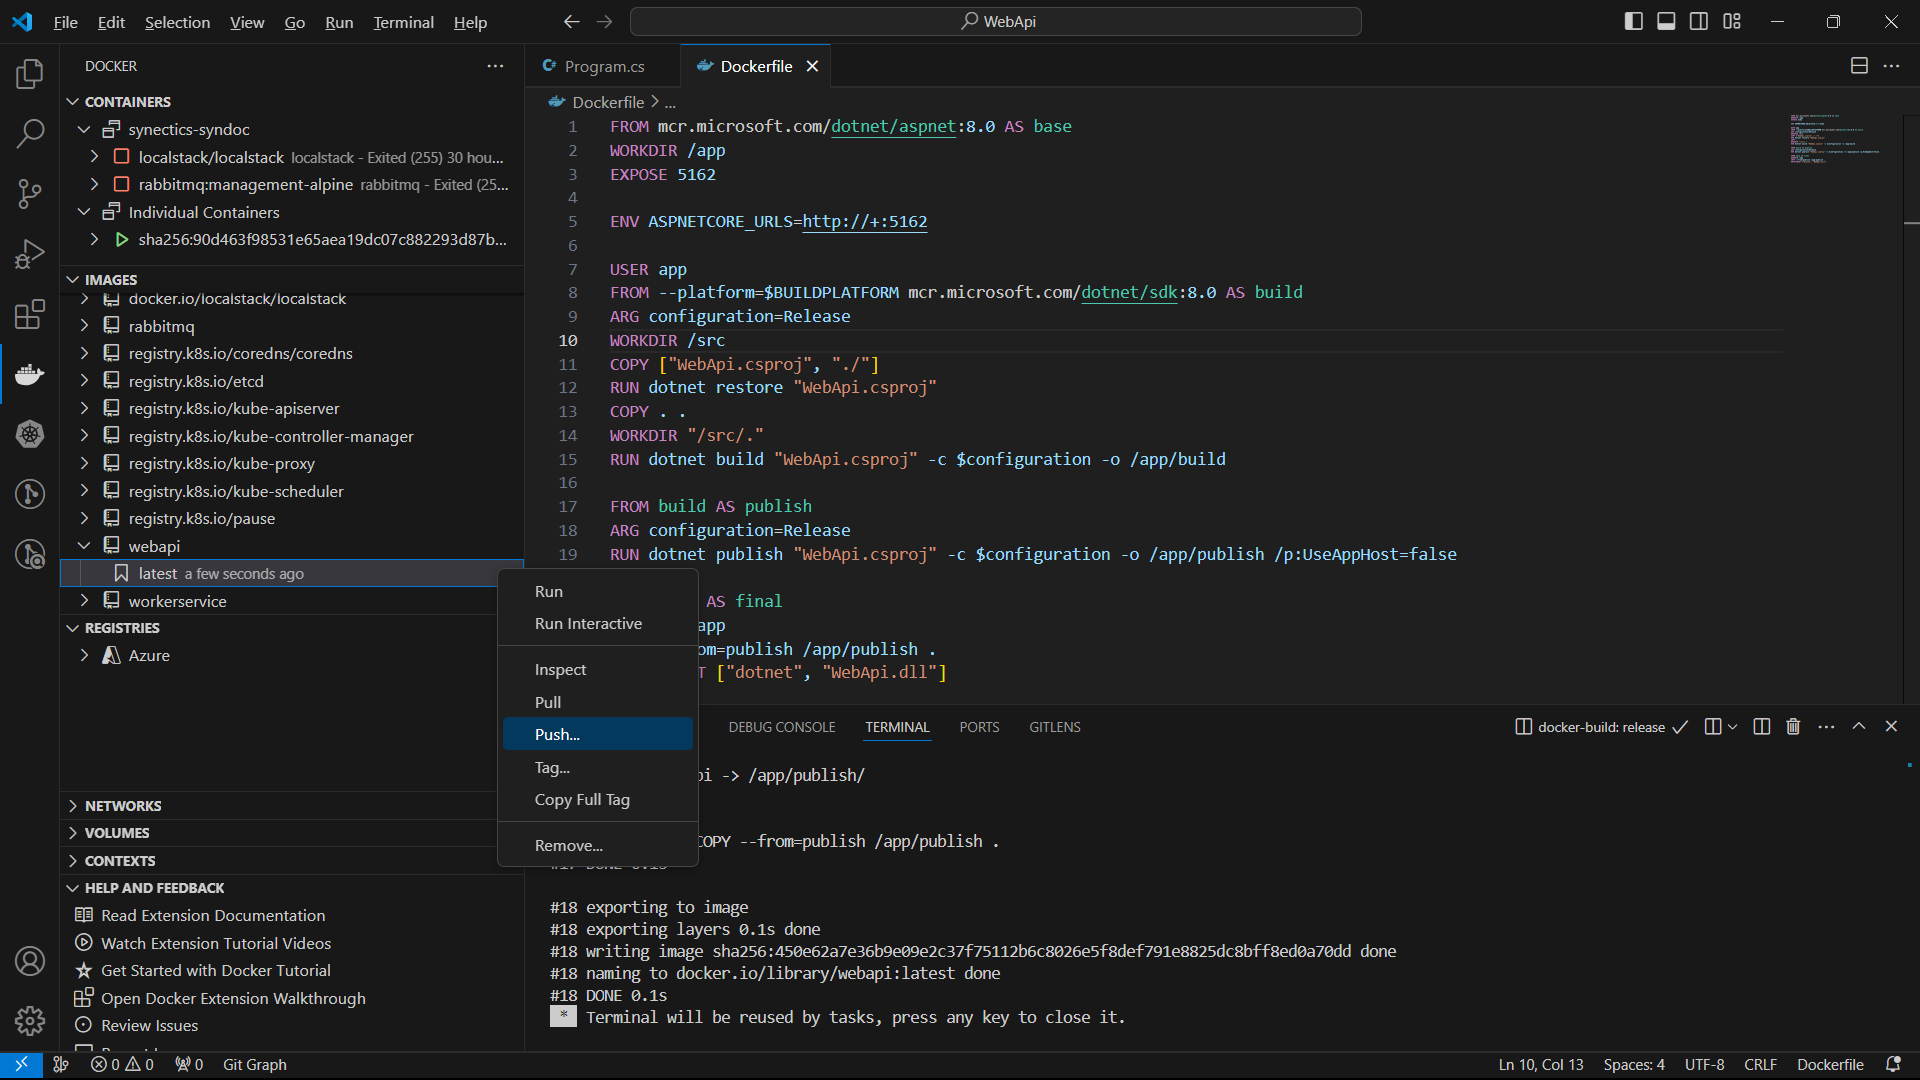 File Edit Selection View Go Run Terminal Help
WebApi
DOCKER
CONTAINERS
synectics-syndoc
localstack/localstack localstack - Exited (255) 30 hou...
rabbitmq:management-alpine rabbitmq - Exited (25...
Individual Containers
sha256:90d463f98531e65aea19dc07c882293d87b...
IMAGES
docker.io/localstack/localstack
rabbitmq
registry.k8s.io/coredns/coredns
registry.k8s.io/etcd
registry.k8s.io/kube-apiserver
registry.k8s.io/kube-controller-manager
registry.k8s.io/kube-proxy
registry.k8s.io/kube-scheduler
registry.k8s.io/pause
webapi
latest a few seconds ago
workerservice
REGISTRIES
Azure
NETWORKS
VOLUMES
CONTEXTS
HELP AND FEEDBACK
Read Extension Documentation
Watch Extension Tutorial Videos
Get Started with Docker Tutorial
Open Docker Extension Walkthrough
Review Issues
Program.cs
Dockerfile
Dockerfile > ...
1 FROM mcr.microsoft.com/dotnet/aspnet:8.0 AS base
2 WORKDIR /app
3 EXPOSE 5162
4
5 ENV ASPNETCORE_URLS=http://+:5162
6
7 USER app
8 FROM --platform=$BUILDPLATFORM mcr.microsoft.com/dotnet/sdk:8.0 AS build
9 ARG configuration=Release
10 WORKDIR /src
11 COPY ["WebApi.csproj", "./"]
12 RUN dotnet restore "WebApi.csproj"
13 COPY . .
14 WORKDIR "/src/."
15 RUN dotnet build "WebApi.csproj" -c $configuration -o /app/build
16
17 FROM build AS publish
18 ARG configuration=Release
19 RUN dotnet publish "WebApi.csproj" -c $configuration -o /app/publish /p:UseAppHost=false
AS final
app
om=publish /app/publish .
T ["dotnet", "WebApi.dll"]
Run
Run Interactive
Inspect
Pull
Push...
Tag...
Copy Full Tag
Remove...
DEBUG CONSOLE TERMINAL PORTS GITLENS
docker-build: release
pi -> /app/publish/
COPY --from=publish /app/publish .
#18 exporting to image
#18 exporting layers 0.1s done
#18 writing image sha256:450e62a7e36b9e09e2c37f75112b6c8026e5f8def791e8825dc8bff8ed0a70dd done
#18 naming to docker.io/library/webapi:latest done
#18 DONE 0.1s
* Terminal will be reused by tasks, press any key to close it.
0 0 0 Git Graph
Ln 10, Col 13 Spaces: 4 UTF-8 CRLF Dockerfile